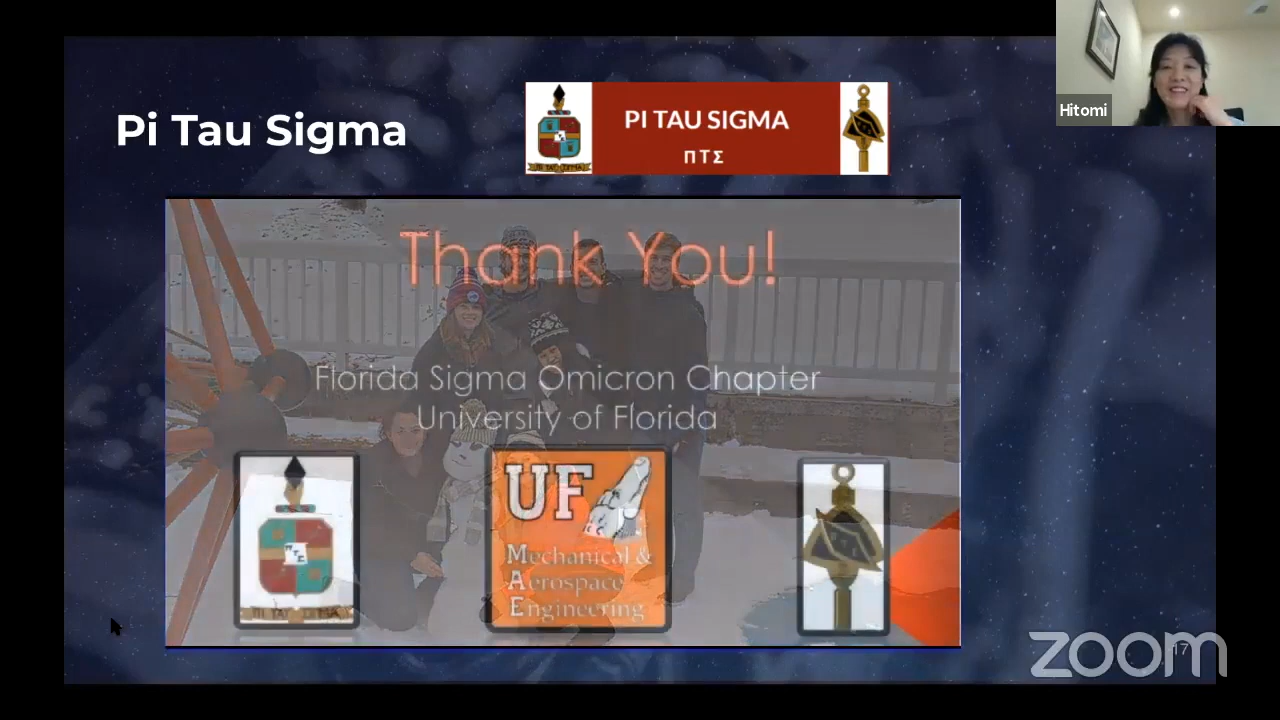 Hitomi
Pi Tau Sigma
PI TAU SIGMA
ΠΤΣ
Thank You!
Florida Sigma Omicron Chapter
University of Florida
UF
Mechanical &
Aerospace
Engineering
zoom
17